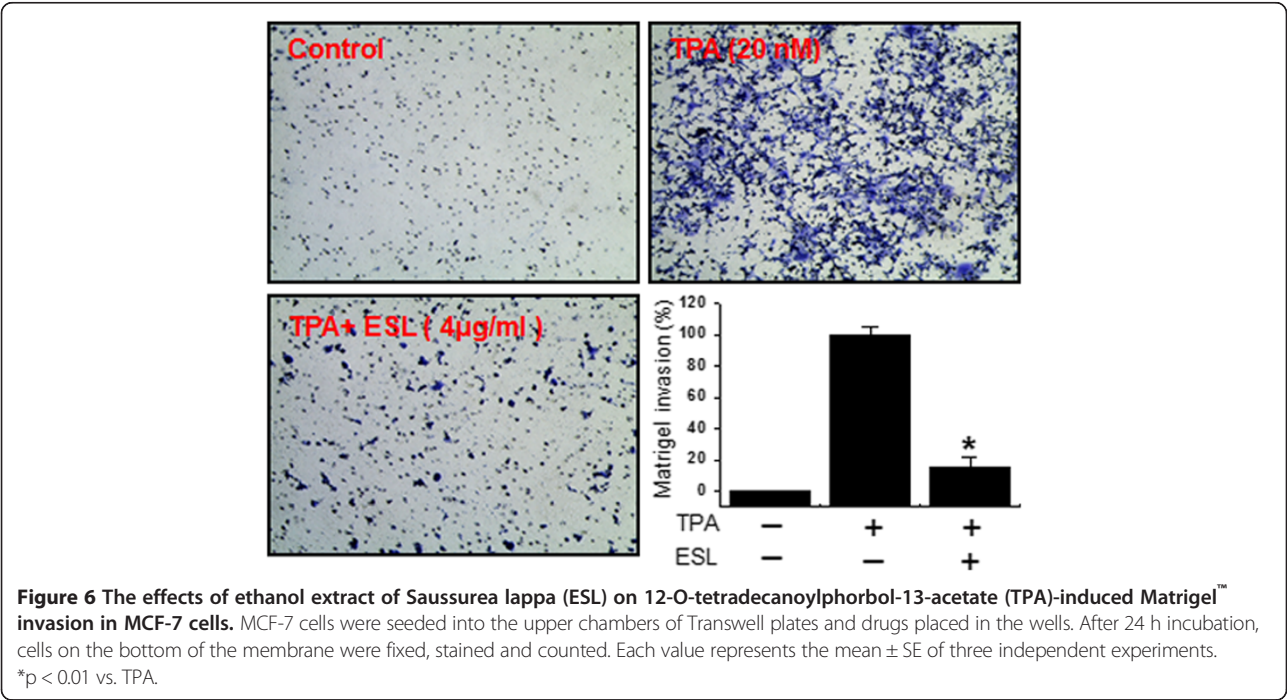 Control
TPA (20 nM)
TPA+ ESL ( 4µg/ml )
Matrigel invasion (%)
120
100
80
60
40
20
0
*
TPA − + +
ESL − − +
Figure 6 The effects of ethanol extract of Saussurea lappa (ESL) on 12-O-tetradecanoylphorbol-13-acetate (TPA)-induced Matrigel™
invasion in MCF-7 cells. MCF-7 cells were seeded into the upper chambers of Transwell plates and drugs placed in the wells. After 24 h incubation,
cells on the bottom of the membrane were fixed, stained and counted. Each value represents the mean ± SE of three independent experiments.
*p < 0.01 vs. TPA.